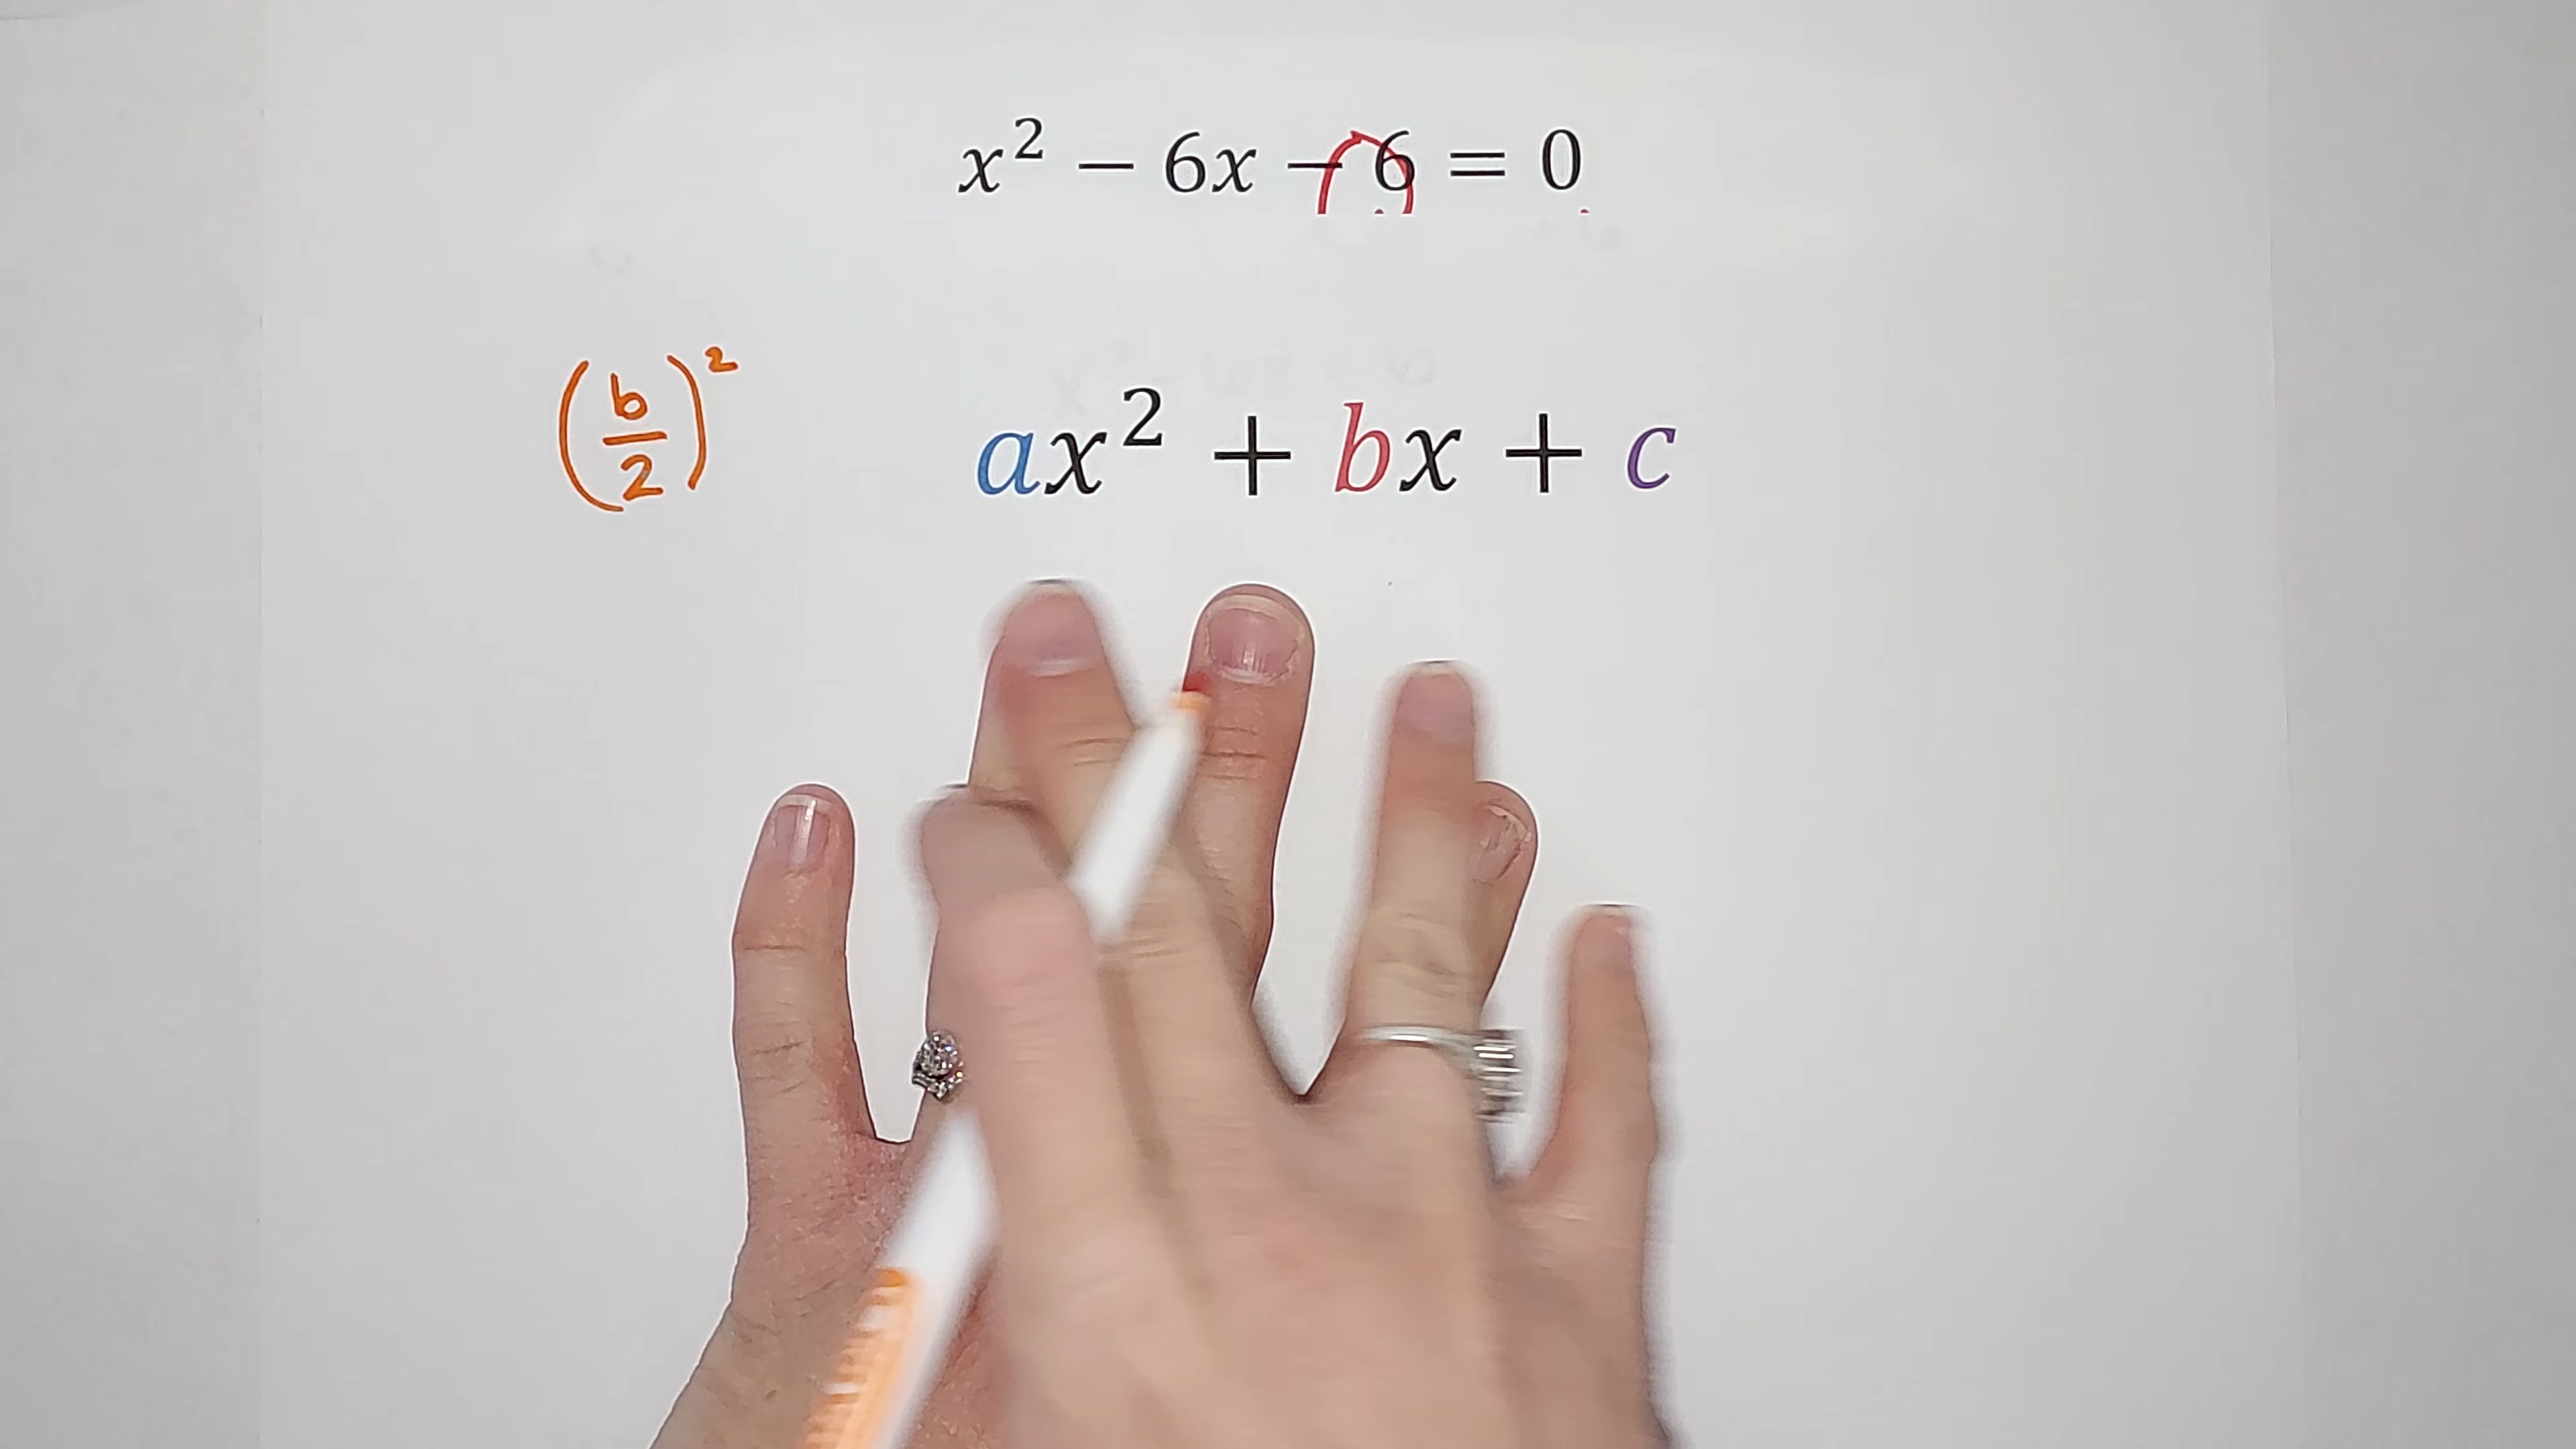 x² − 6x − 6 = 0
(b/2)²
ax² + bx + c